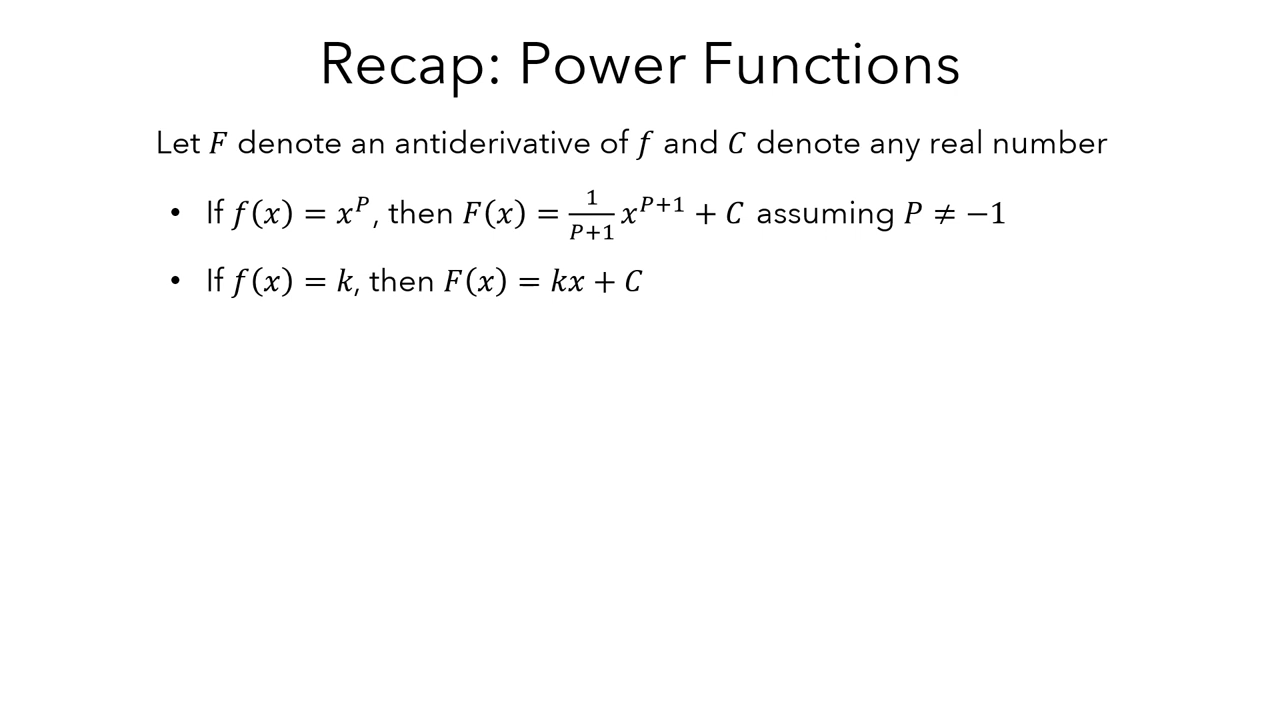 Recap: Power Functions
Let F denote an antiderivative of f and C denote any real number
• If f(x) = x^P, then F(x) = \frac{1}{P+1} x^{P+1} + C assuming P ≠ −1
• If f(x) = k, then F(x) = kx + C